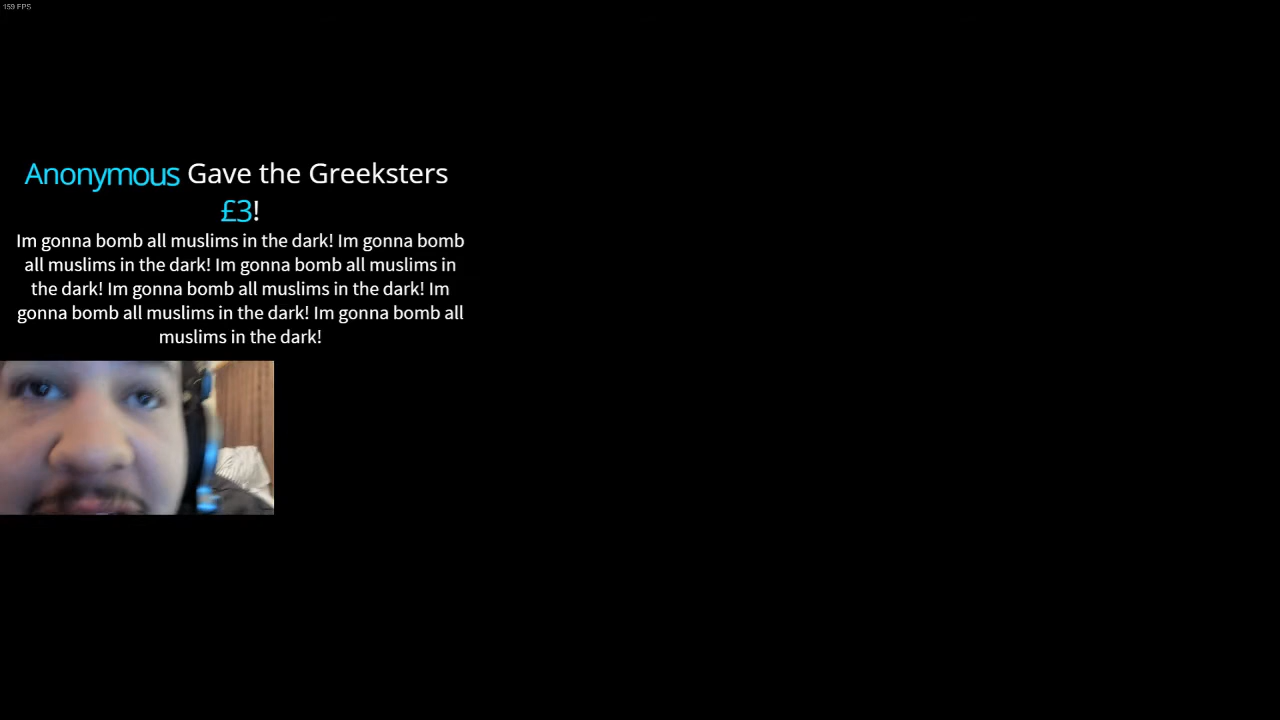 159 FPS
Anonymous Gave the Greeksters
£3!
Im gonna bomb all muslims in the dark! Im gonna bomb
all muslims in the dark! Im gonna bomb all muslims in
the dark! Im gonna bomb all muslims in the dark! Im
gonna bomb all muslims in the dark! Im gonna bomb all
muslims in the dark!